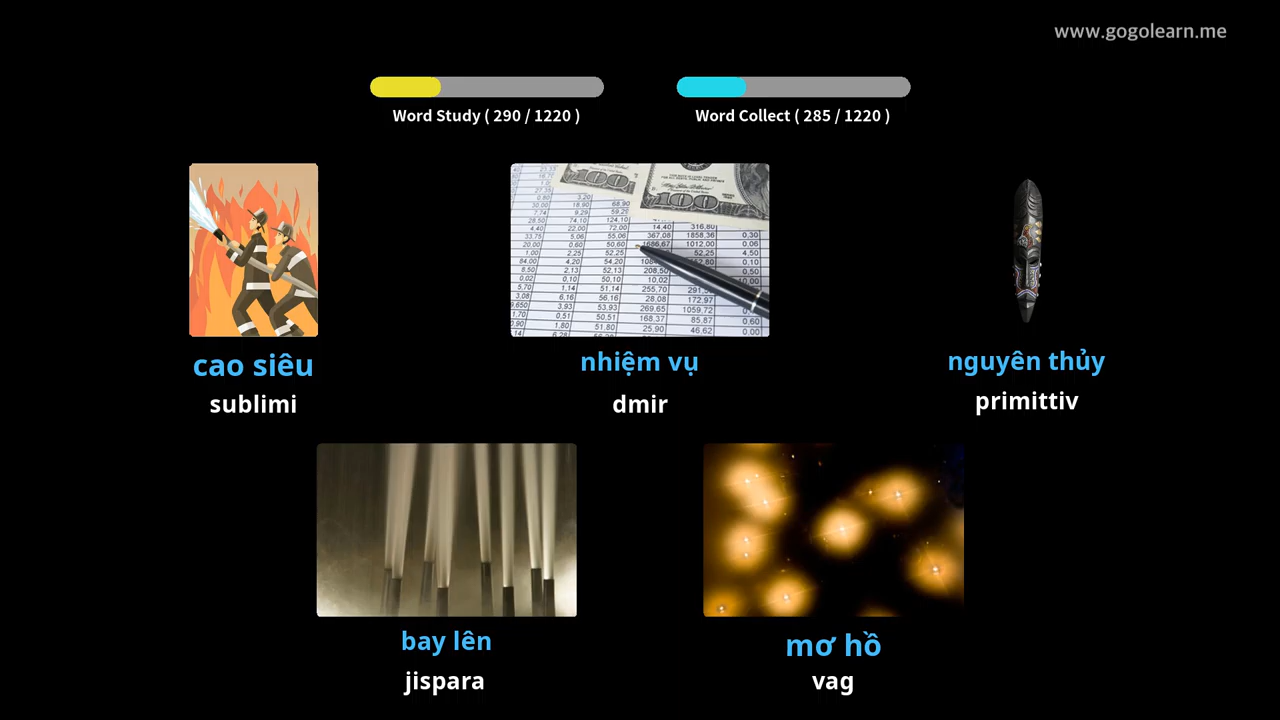 www.gogolearn.me
Word Study ( 290 / 1220 )
Word Collect ( 285 / 1220 )
cao siêu
sublimi
nhiệm vụ
dmir
nguyên thủy
primittiv
bay lên
jispara
mơ hồ
vag